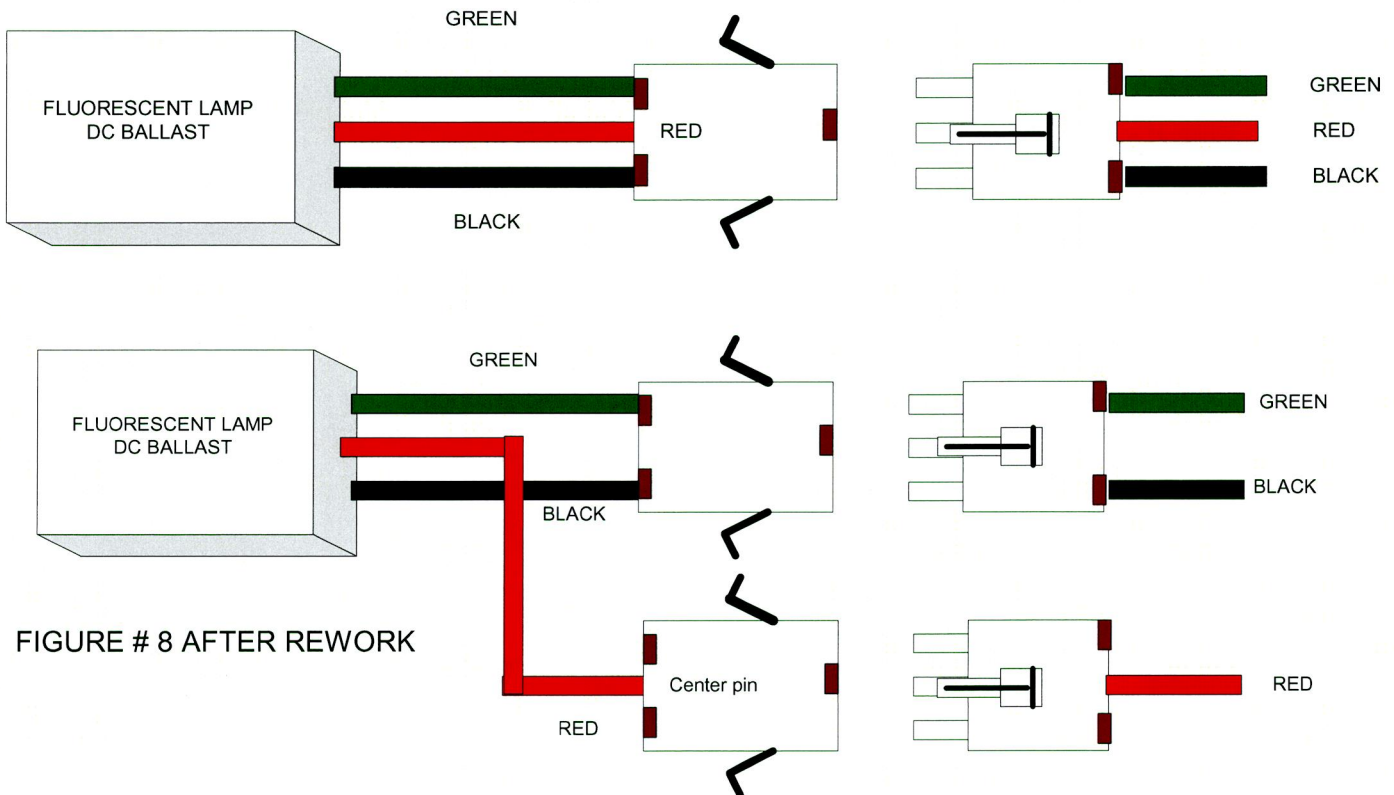 GREEN
FLUORESCENT LAMP
DC BALLAST
RED
BLACK
GREEN
RED
BLACK
GREEN
FLUORESCENT LAMP
DC BALLAST
BLACK
GREEN
BLACK
FIGURE # 8 AFTER REWORK
Center pin
RED
RED